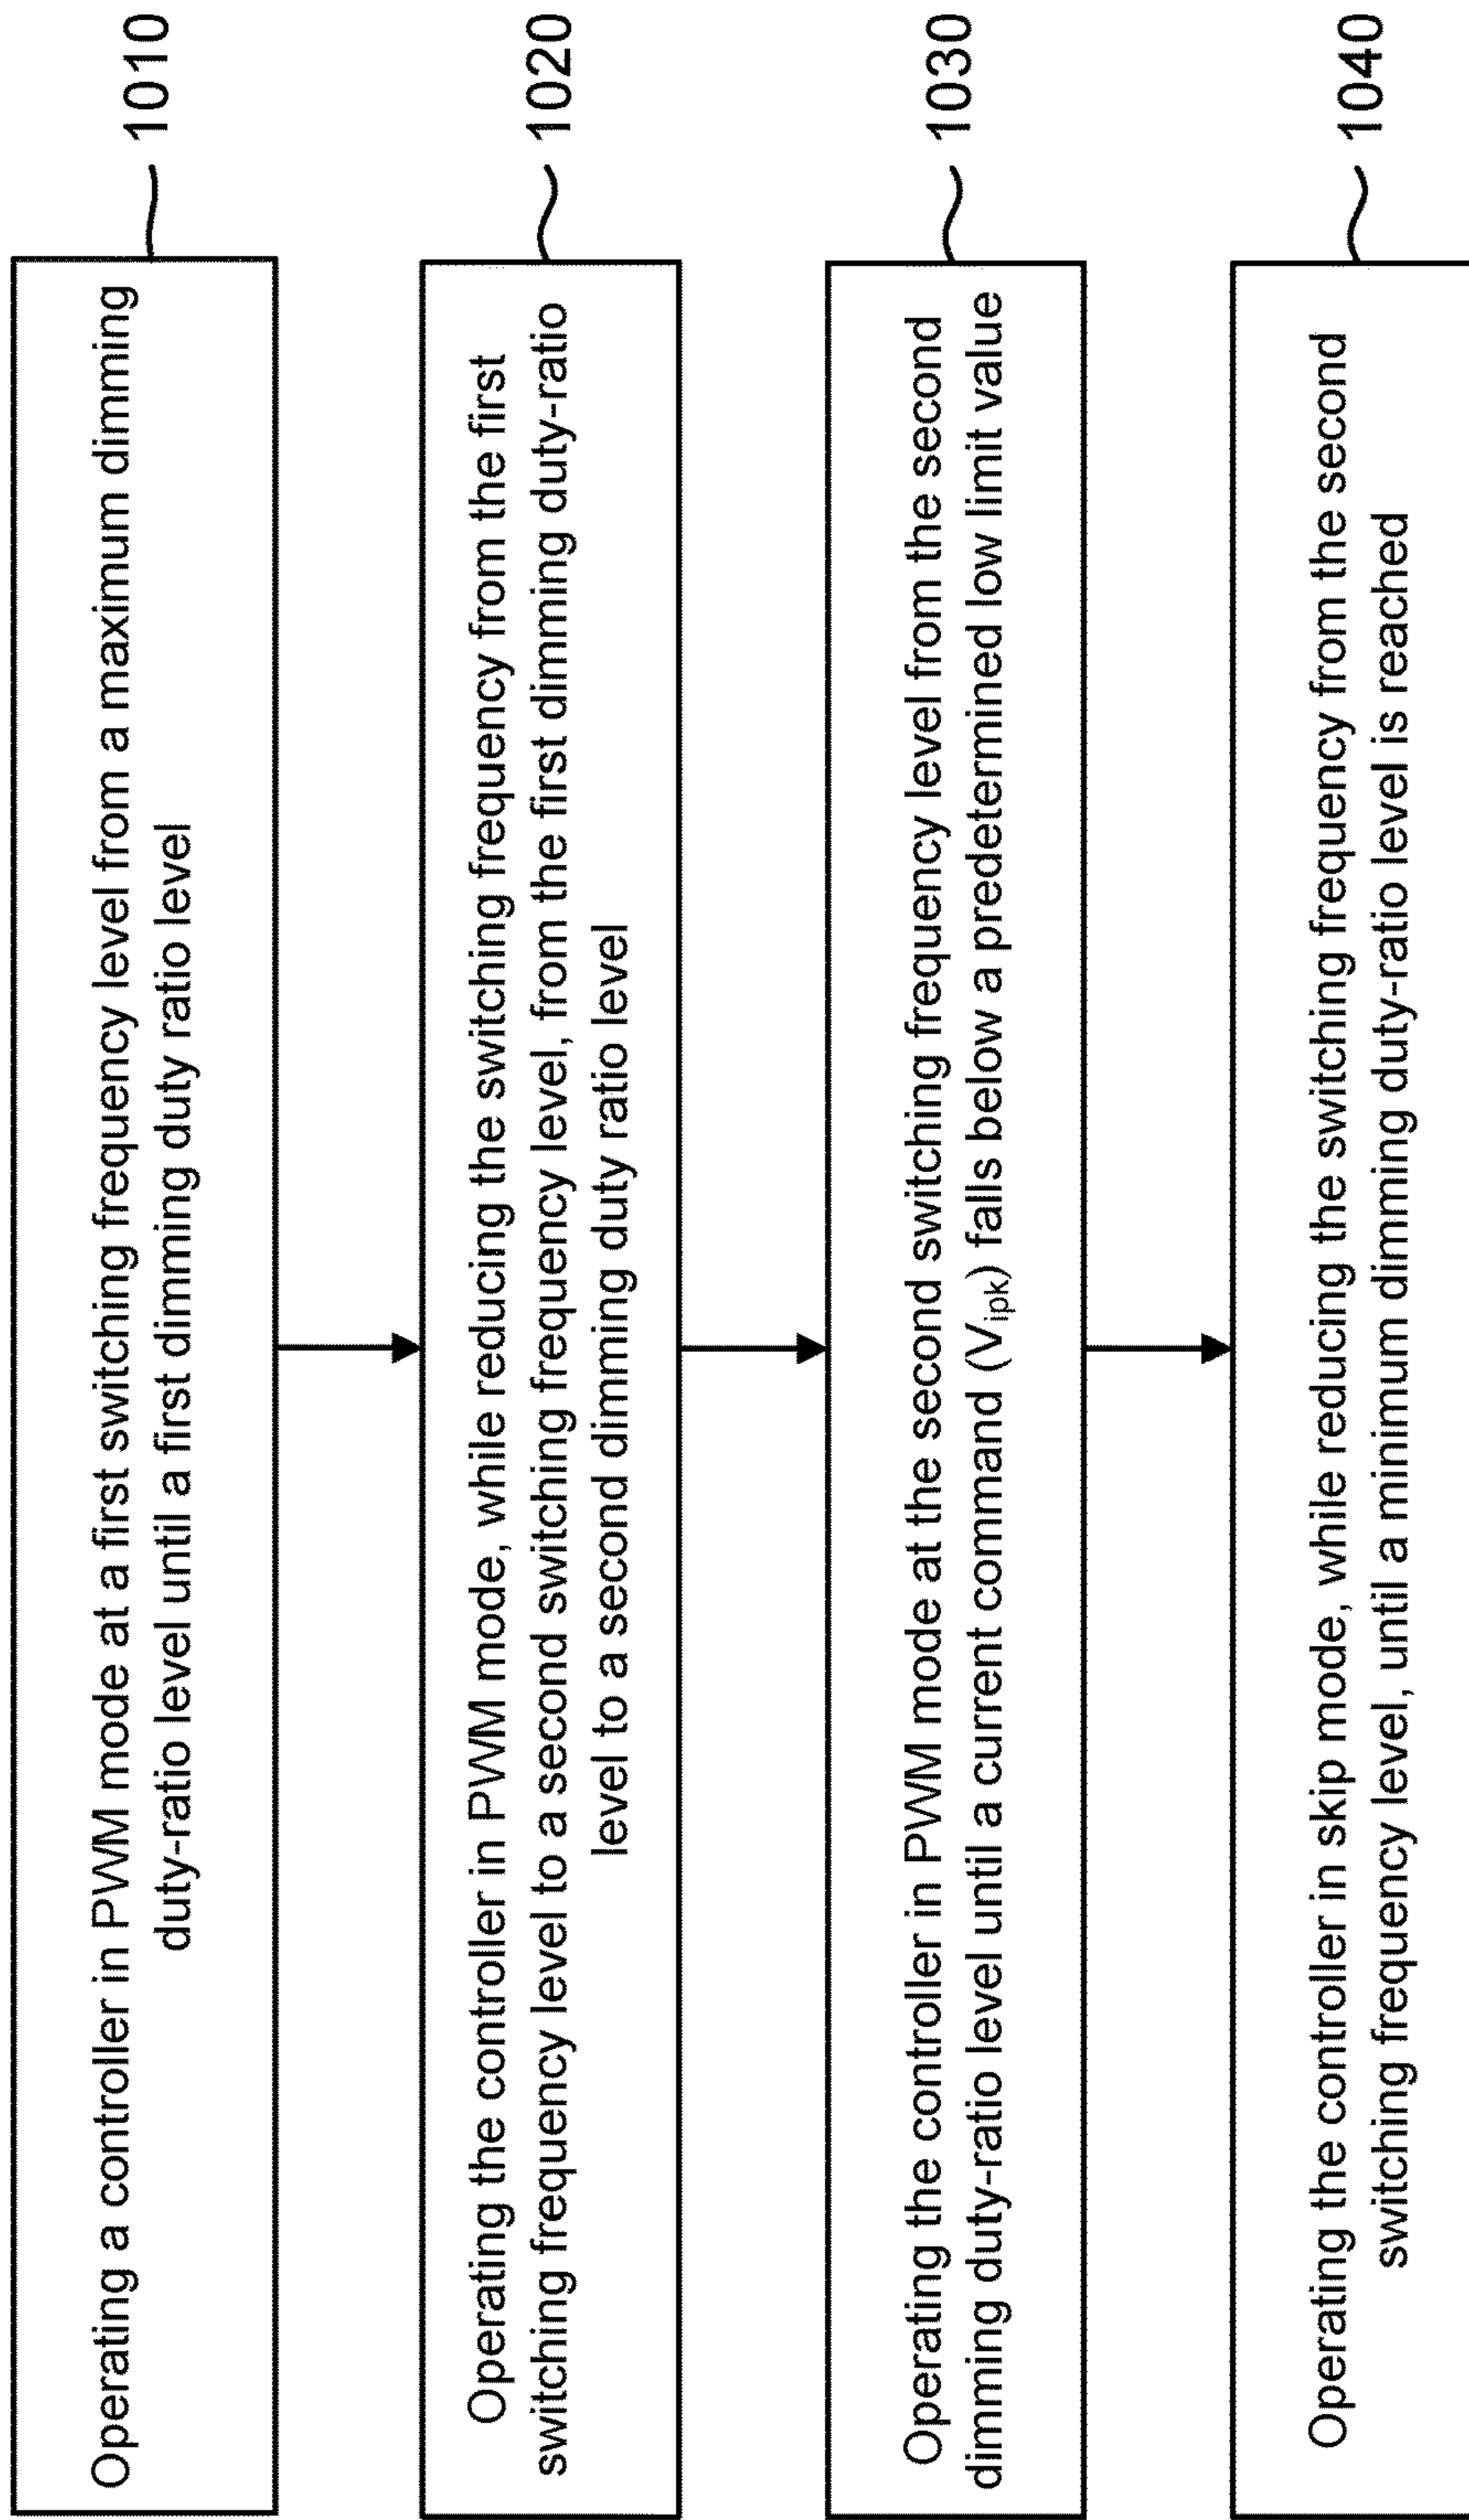 Operating a controller in PWM mode at a first switching frequency level from a maximum dimming
duty-ratio level until a first dimming duty ratio level
1010
Operating the controller in PWM mode, while reducing the switching frequency from the first
switching frequency level to a second switching frequency level, from the first dimming duty-ratio
level to a second dimming duty ratio level
1020
Operating the controller in PWM mode at the second switching frequency level from the second
dimming duty-ratio level until a current command (Vipk) falls below a predetermined low limit value
1030
Operating the controller in skip mode, while reducing the switching frequency from the second
switching frequency level, until a minimum dimming duty-ratio level is reached
1040